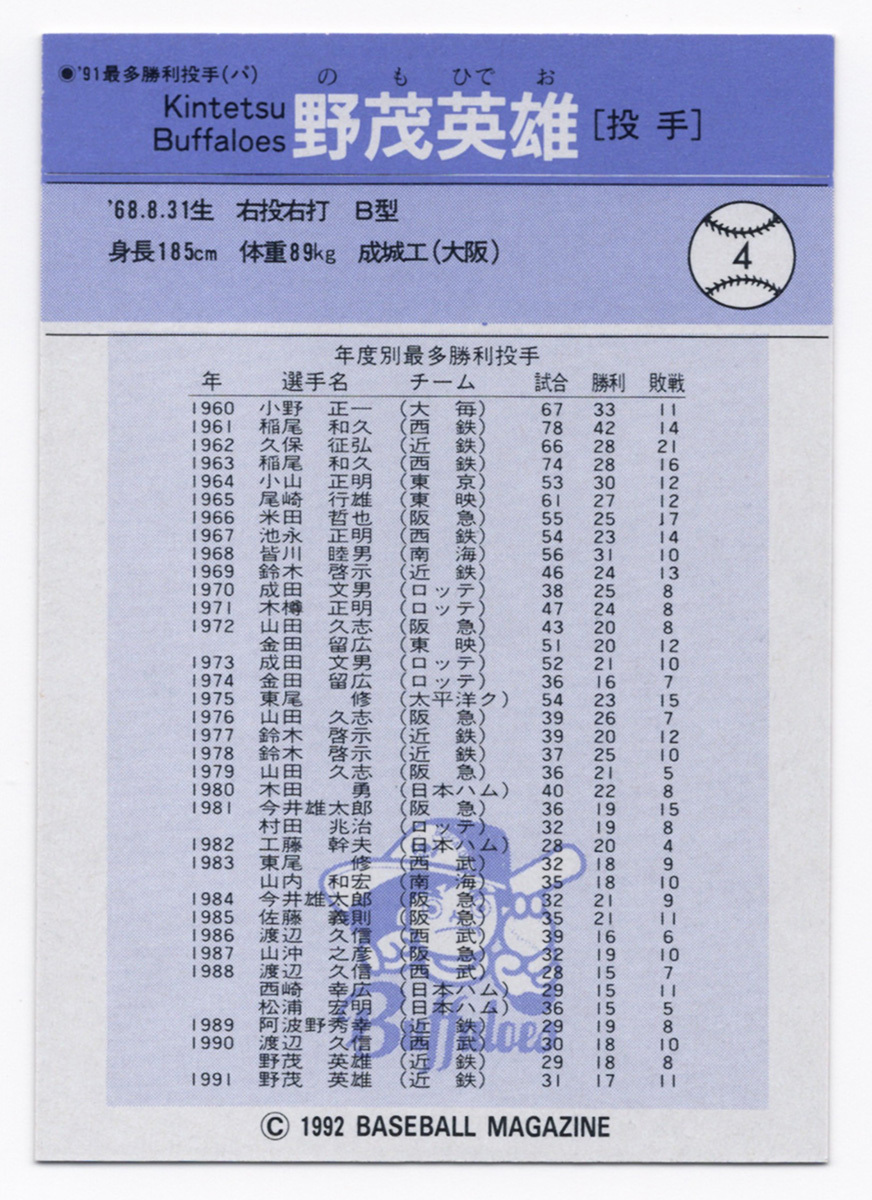 ●'91最多勝利投手(パ)
の も ひで お
Kintetsu
Buffaloes
野茂英雄 [投 手]
'68.8.31生 右投右打 B型
身長185cm 体重89kg 成城工(大阪)
4
年度別最多勝利投手
年 選手名 チーム 試合 勝利 敗戦
1960 小野 正一 (大 毎) 67 33 11
1961 稲尾 和久 (西 鉄) 78 42 14
1962 久保 征弘 (近 鉄) 66 28 21
1963 稲尾 和久 (西 鉄) 74 28 16
1964 小山 正明 (東 京) 53 30 12
1965 尾崎 行雄 (東 映) 61 27 12
1966 米田 哲也 (阪 急) 55 25 17
1967 池永 正明 (西 鉄) 54 23 14
1968 皆川 睦男 (南 海) 56 31 10
1969 鈴木 啓示 (近 鉄) 46 24 13
1970 成田 文男 (ロッテ) 38 25 8
1971 木樽 正明 (ロッテ) 47 24 8
1972 山田 久志 (阪 急) 43 20 8
金田 留広 (東 映) 51 20 12
1973 成田 文男 (ロッテ) 52 21 10
1974 金田 留広 (ロッテ) 36 16 7
1975 東尾 修 (太平洋ク) 54 23 15
1976 山田 久志 (阪 急) 39 26 7
1977 鈴木 啓示 (近 鉄) 39 20 12
1978 鈴木 啓示 (近 鉄) 37 25 10
1979 山田 久志 (阪 急) 36 21 5
1980 木田 勇 (日本ハム) 40 22 8
1981 今井雄太郎 (阪 急) 36 19 15
村田 兆治 (ロッテ) 32 19 8
1982 工藤 幹夫 (日本ハム) 28 20 4
1983 東尾 修 (西 武) 32 18 9
山内 和宏 (南 海) 35 18 10
1984 今井雄太郎 (阪 急) 32 21 9
1985 佐藤 義則 (阪 急) 35 21 11
1986 渡辺 久信 (西 武) 39 16 6
1987 山沖 之彦 (阪 急) 32 19 10
1988 渡辺 久信 (西 武) 28 15 7
西崎 幸広 (日本ハム) 29 15 11
松浦 宏明 (日本ハム) 36 15 5
1989 阿波野秀幸 (近 鉄) 29 19 8
1990 渡辺 久信 (西 武) 30 18 10
野茂 英雄 (近 鉄) 29 18 8
1991 野茂 英雄 (近 鉄) 31 17 11
Buffaloes
© 1992 BASEBALL MAGAZINE